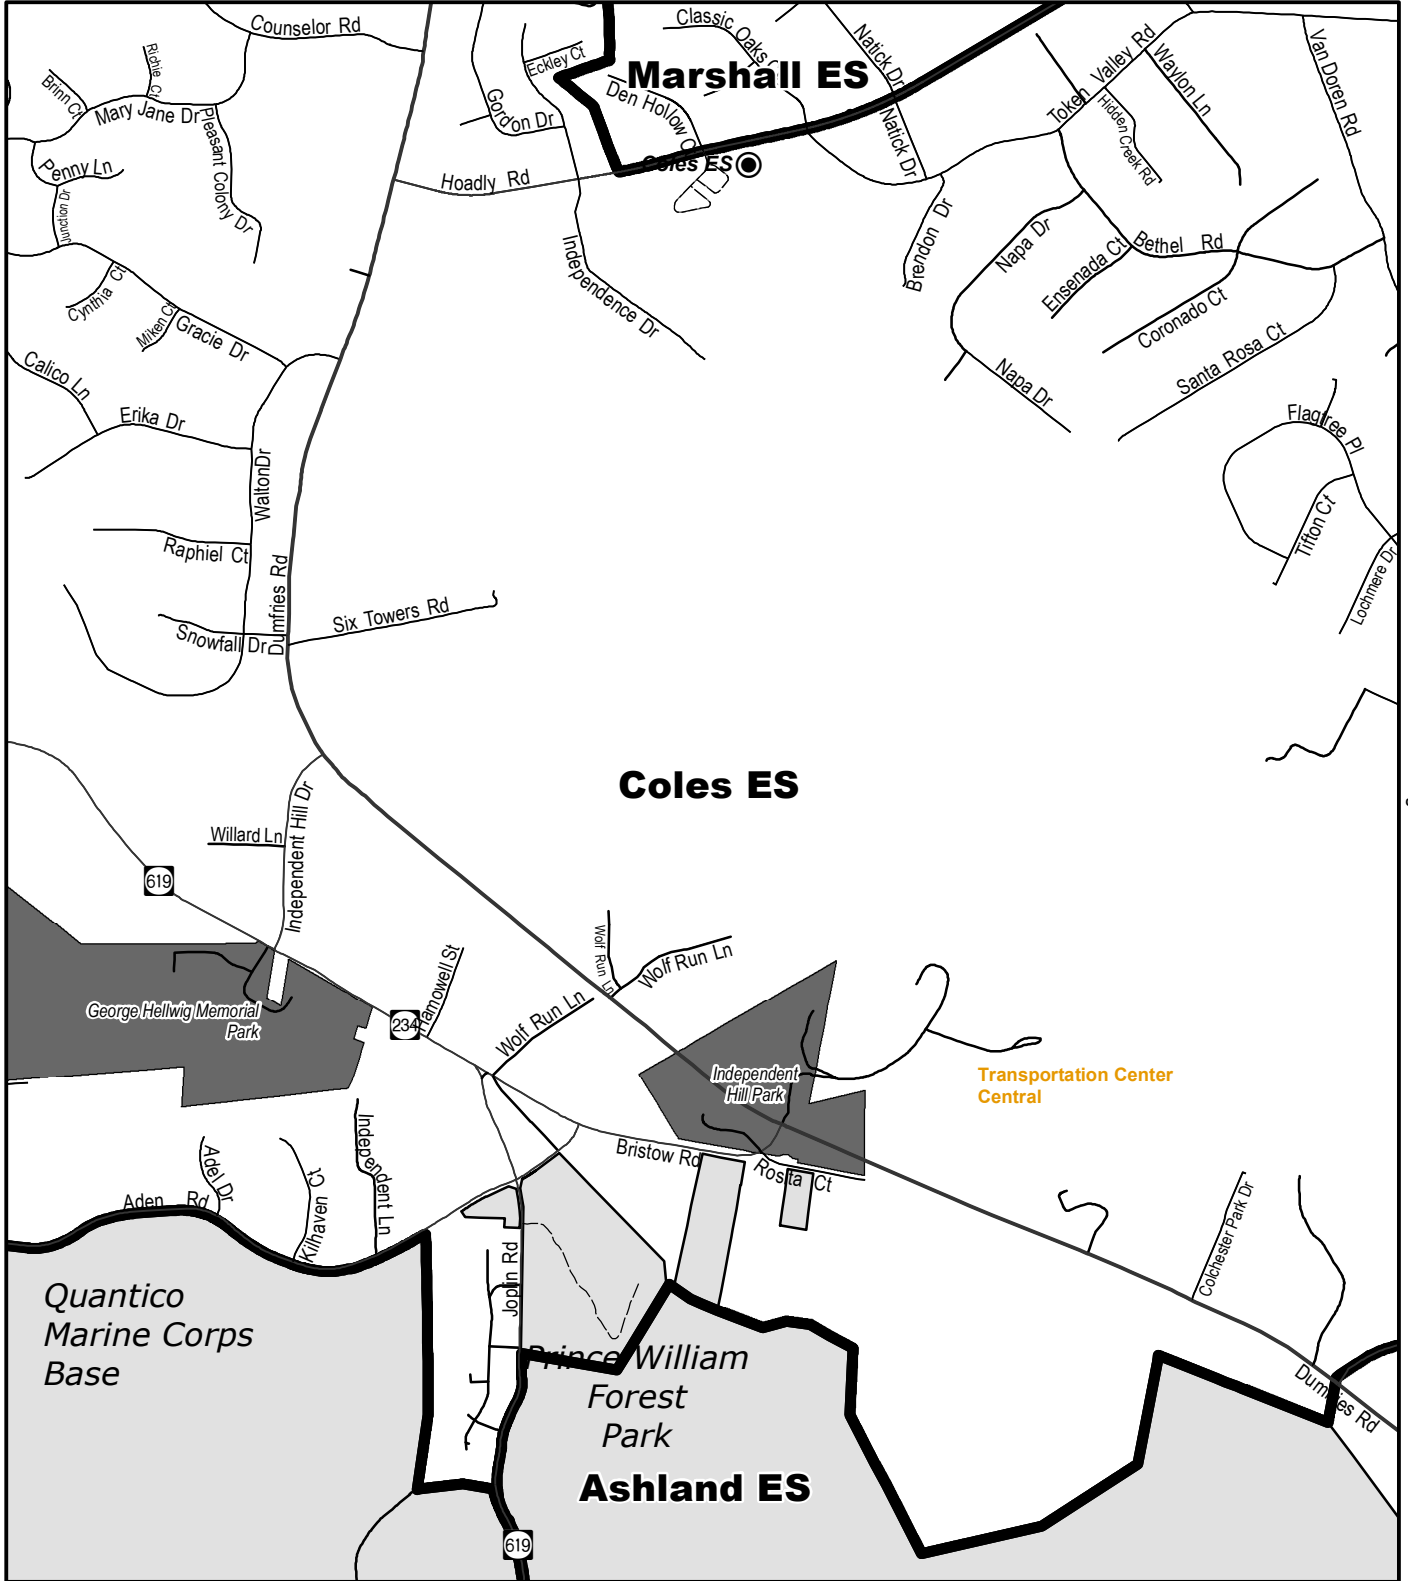 Counselor Rd
Classic Oaks
Natick Dr
Token Valley Rd
Van Doren Rd
Richie Ct
Eckley Ct
Marshall ES
Waylon Ln
Brinn Ct
Den Hollow C
Mary Jane Dr
Gordon Dr
Natick Dr
Hidden Creek Rd
Pleasant Colony Dr
Penny Ln
Coles ES
Hoadly Rd
Junction Dr
Brendon Dr
Napa Dr
Bethel Rd
Ensenada Ct
Independence Dr
Cynthia Ct
Miken Ct
Gracie Dr
Coronado Ct
Santa Rosa Ct
Calico Ln
Napa Dr
Erika Dr
Flagtree Pl
WaltonDr
Tifton Ct
Raphiel Ct
Lochmere Dr
Dumfries Rd
Six Towers Rd
Snowfall Dr
Coles ES
Independent Hill Dr
Willard Ln
619
Wolf Run Ln
Wolf Run Ln
Hamowell St
George Hellwig Memorial
Park
234
Wolf Run Ln
Independent
Hill Park
Transportation Center
Central
Independent Ln
Bristow Rd
Rosita Ct
Adel Dr
Kilhaven Ct
Aden Rd
Colchester Park Dr
Joplin Rd
Quantico
Marine Corps
Base
Prince William
Forest
Park
Dumfries Rd
Ashland ES
619